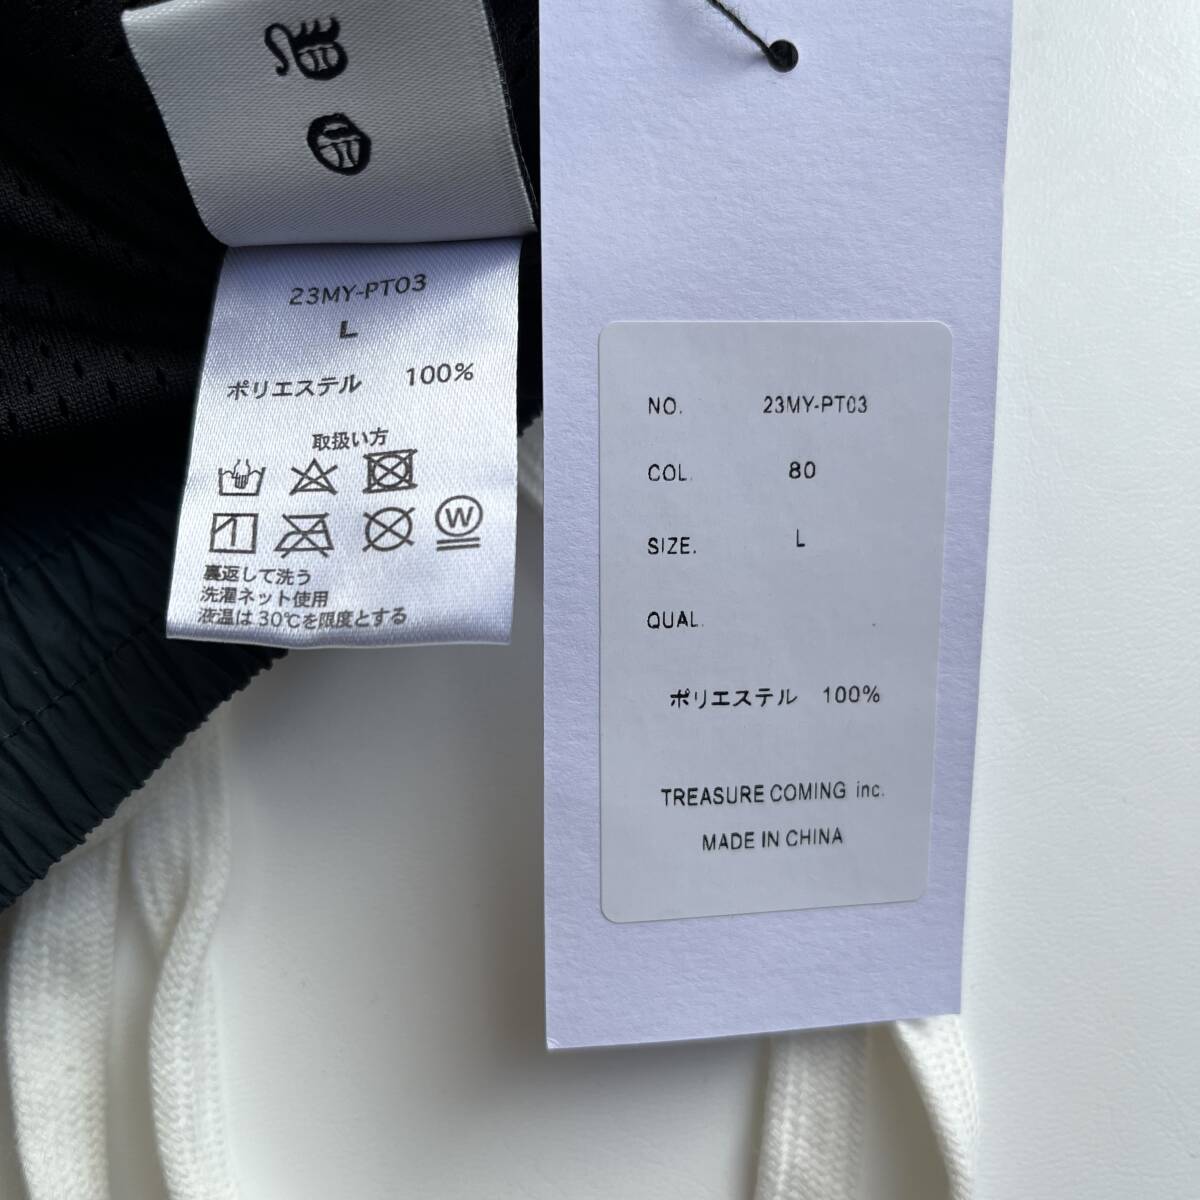 23MY-PT03
L
ポリエステル 100%
取扱い方
W
裏返して洗う
洗濯ネット使用
液温は30℃を限度とする
NO. 23MY-PT03
COL. 80
SIZE. L
QUAL.
ポリエステル 100%
TREASURE COMING inc.
MADE IN CHINA